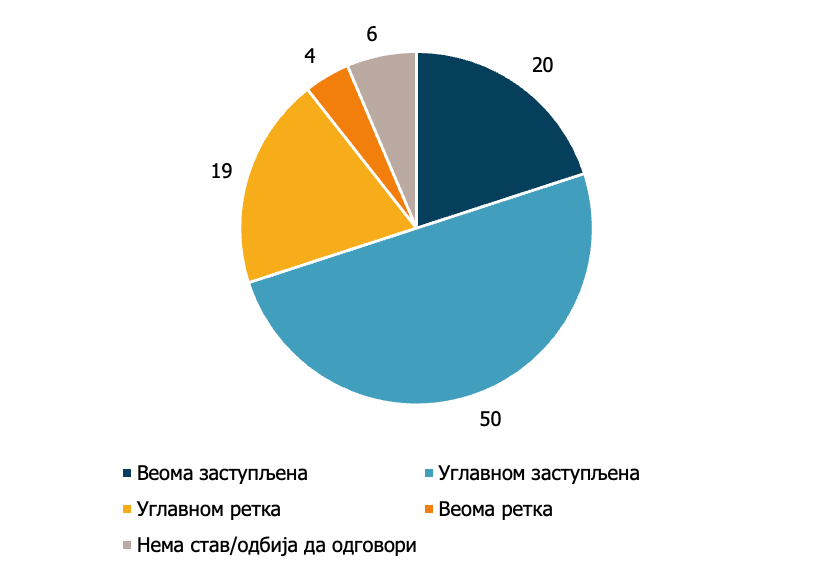 6
4
20
19
50
Веома заступљена
Углавном заступљена
Углавном ретка
Веома ретка
Нема став/одбија да одговори